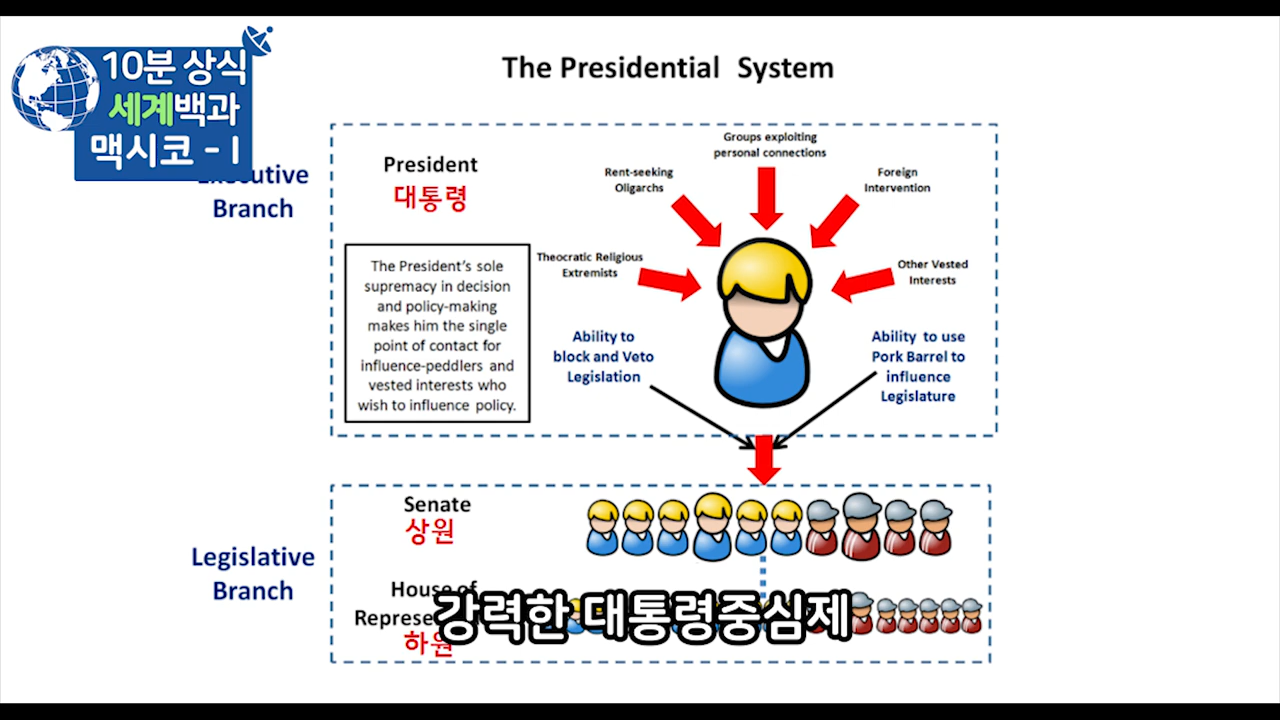 10분 상식
세계백과
맥시코 - I
The Presidential System
Executive
Branch
President
대통령
The President's sole
supremacy in decision
and policy-making
makes him the single
point of contact for
influence-peddlers and
vested interests who
wish to influence policy.
Theocratic Religious
Extremists
Rent-seeking
Oligarchs
Groups exploiting
personal connections
Foreign
Intervention
Other Vested
Interests
Ability to
block and Veto
Legislation
Ability to use
Pork Barrel to
influence
Legislature
Legislative
Branch
Senate
상원
House of
하원
강력한 대통령중심제